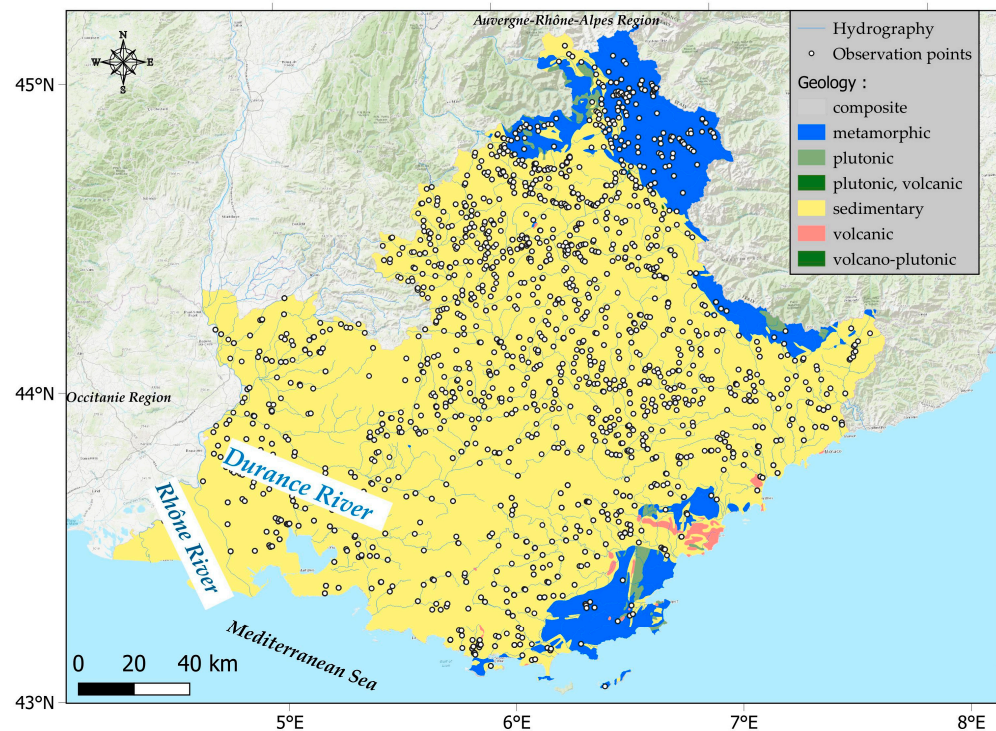 Auvergne-Rhône-Alpes Region
N
W
E
S
45°N
44°N
43°N
Occitanie Region
Durance River
Rhône River
Mediterranean Sea
0 20 40 km
5°E 6°E 7°E 8°E
Hydrography
Observation points
Geology :
composite
metamorphic
plutonic
plutonic, volcanic
sedimentary
volcanic
volcano-plutonic